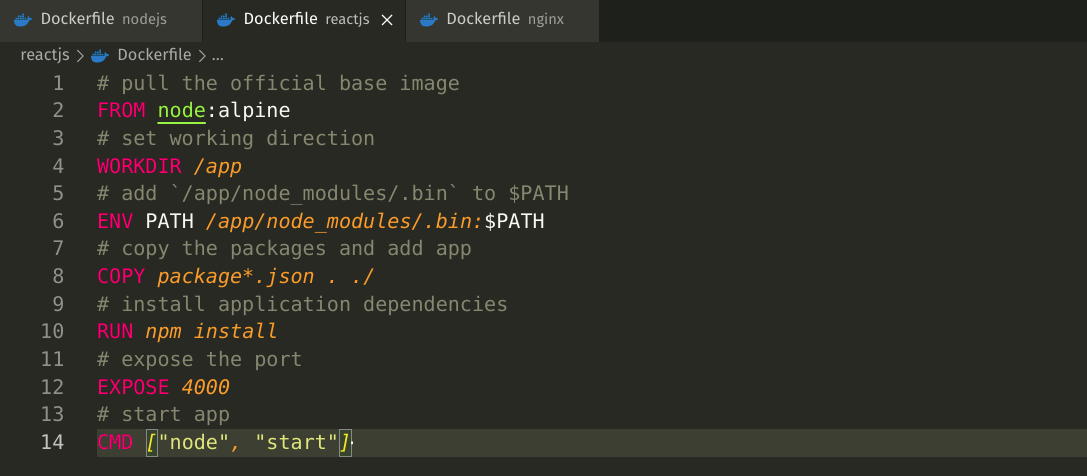 Dockerfile nodejs Dockerfile reactjs × Dockerfile nginx
reactjs > Dockerfile > ...
1 # pull the official base image
2 FROM node:alpine
3 # set working direction
4 WORKDIR /app
5 # add `/app/node_modules/.bin` to $PATH
6 ENV PATH /app/node_modules/.bin:$PATH
7 # copy the packages and add app
8 COPY package*.json . ./
9 # install application dependencies
10 RUN npm install
11 # expose the port
12 EXPOSE 4000
13 # start app
14 CMD ["node", "start"]